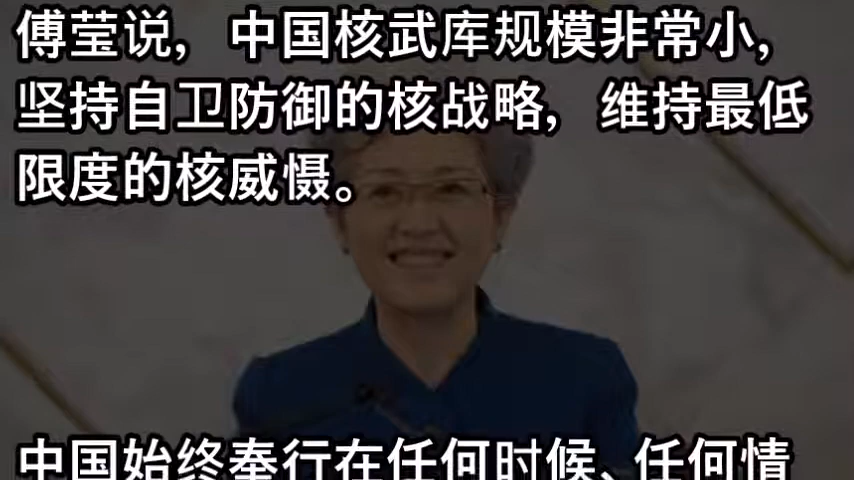 傅莹说，中国核武库规模非常小，
坚持自卫防御的核战略，维持最低
限度的核威慑。
中国始终奉行在任何时候、任何情